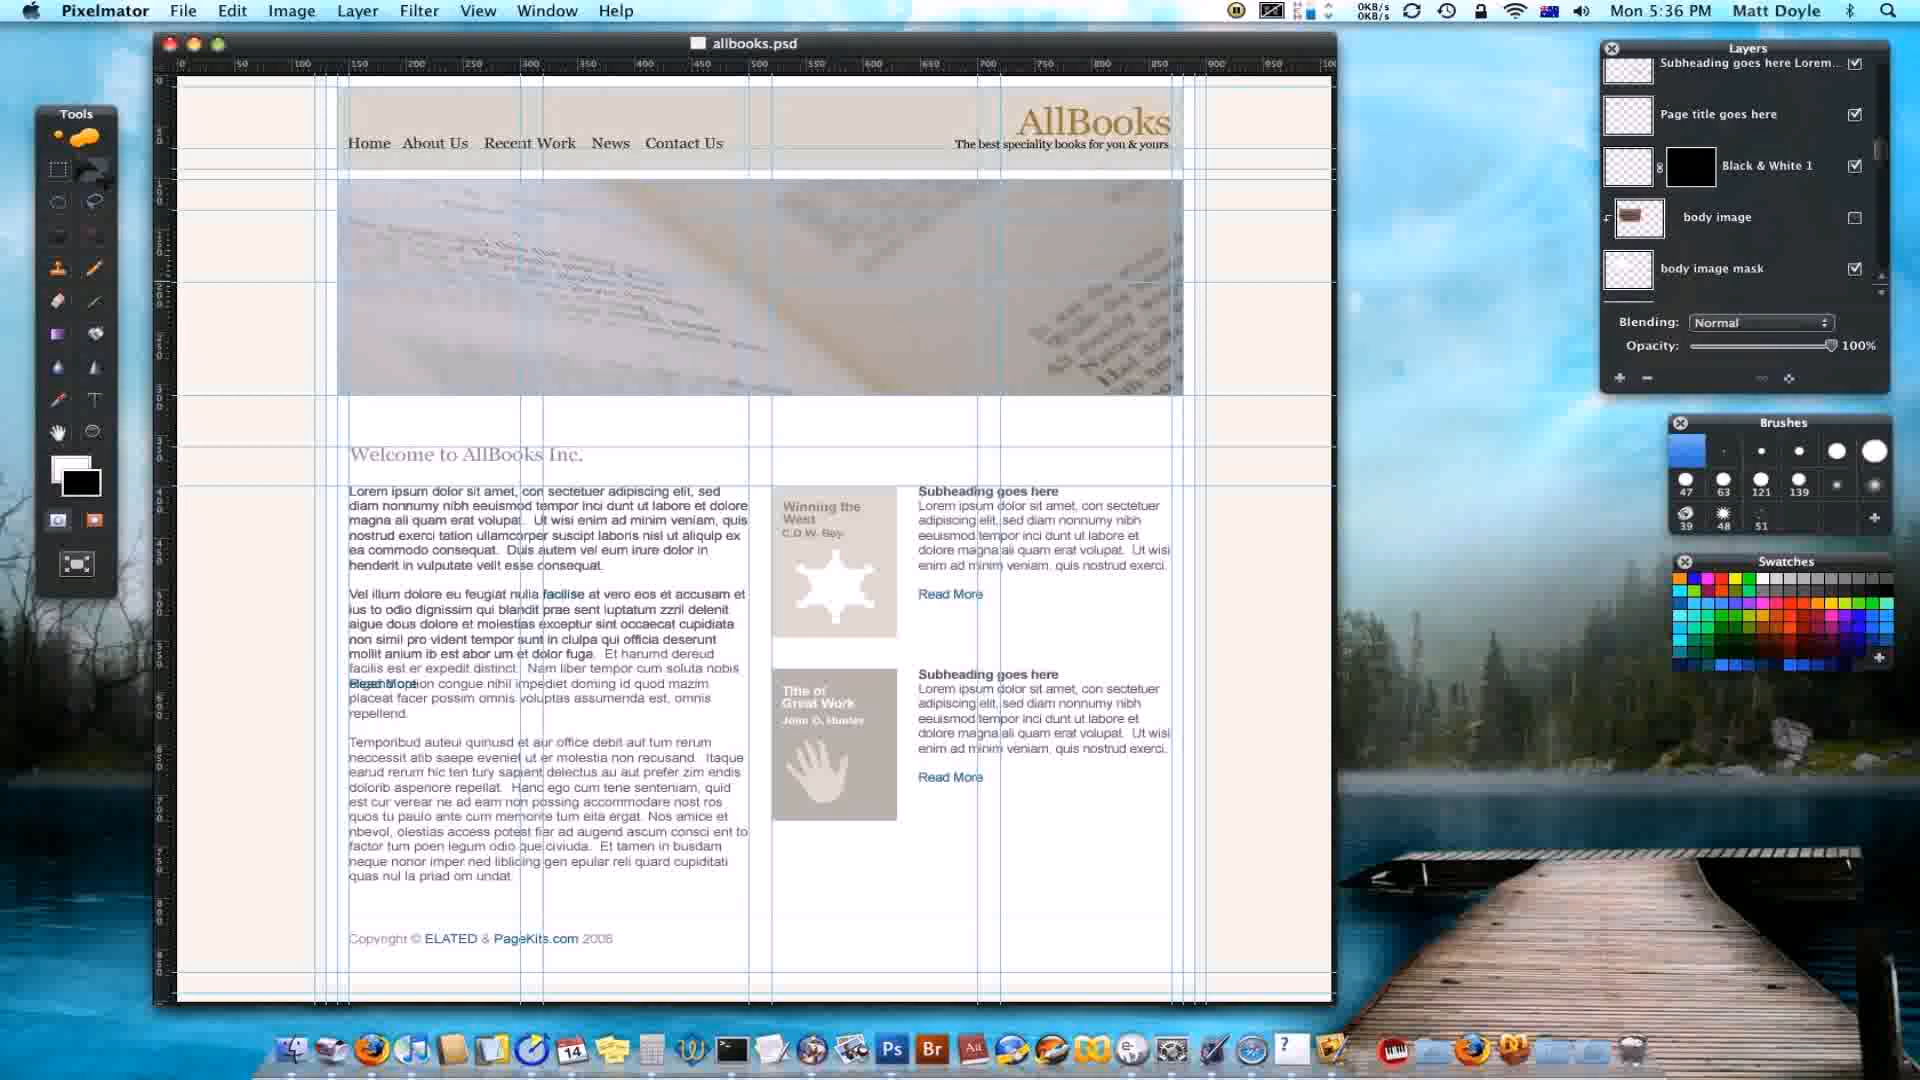 Pixelmator File Edit Image Layer Filter View Window Help
0KB/s
0KB/s
Mon 5:36 PM Matt Doyle
allbooks.psd
Tools
AllBooks
Home About Us Recent Work News Contact Us
The best speciality books for you & yours
Welcome to AllBooks Inc.
Lorem ipsum dolor sit amet, con sectetuer adipiscing elit, sed
diam nonnumy nibh eeuismod tempor inci dunt ut labore et dolore
magna ali quam erat volupat. Ut wisi enim ad minim veniam, quis
nostrud exerci tation ullamcorper suscipt laboris nisl ut aliquip ex
ea commodo consequat. Duis autem vel eum irure dolor in
henderit in vulputate velit esse consequat.
Vel illum dolore eu feugiat nulla facilise at vero eos et accusam et
ius to odio dignissim qui blandit prae sent luptatum zzril delenit
aigue dous dolore et molestias exceptur sint occaecat cupidiata
non simil pro vident tempor sunt in clulpa qui officia deserunt
mollit anium ib est abor um et dolor fuga. Et harumd dereud
facilis est er expedit distinct. Nam liber tempor cum soluta nobis
Read More
congue nihil impediet doming id quod mazim
placeat facer possim omnis voluptas assumenda est, omnis
repellend.
Temporibud auteui quinusd et aur office debit auf tum rerum
neccessit atib saepe eveniet ut er molestia non recusand. Itaque
earud rerum hic ten tury sapient delectus au aut prefer zim endis
dolorib asperiore repellat. Hanc ego cum tene senteniam, quid
est cur verear ne ad eam non possing accommodare nost ros
quos tu paulo ante cum memorite tum eita ergat. Nos amice et
nbevol, olestias access potest fier ad augend ascum consci ent to
factor tum poen legum odio que civiuda. Et tamen in busdam
neque nonor imper ned libliding gen epular reli quard cupiditati
quas nul la priad om undat
Winning the
West
Subheading goes here
Lorem ipsum dolor sit amet, con sectetuer
adipiscing elit, sed diam nonnumy nibh
eeuismod tempor inci dunt ut labore et
dolore magna ali quam erat volupat. Ut wisi
enim ad minim veniam, quis nostrud exerci.
Read More
Title of
Great Work
John D. Hunter
Subheading goes here
Lorem ipsum dolor sit amet, con sectetuer
adipiscing elit, sed diam nonnumy nibh
eeuismod tempor inci dunt ut labore et
dolore magna ali quam erat volupat. Ut wisi
enim ad minim veniam, quis nostrud exerci.
Read More
Copyright © ELATED & PageKits.com 2008
Layers
Subheading goes here Lorem...
Page title goes here
Black & White 1
body image
body image mask
Blending: Normal
Opacity: 100%
Brushes
47 63 121 139
39 48 51
Swatches
14 Ps Br Aa ?